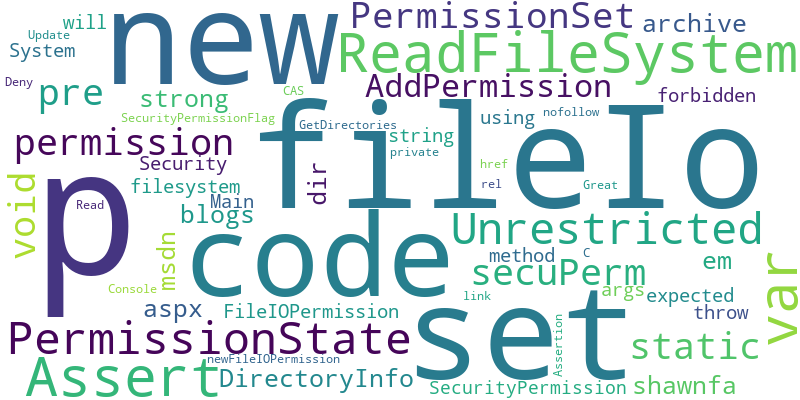 new
PermissionSet
archive
will
Update
System
ReadFileSystem
Deny
pre
strong
CAS
AddPermission
forbidden
SecurityPermissionFlag
GetDirectories
fileIo
using
nofollow
permission
string
private
Security
dir
href
filesystem
rel
Great
p
Read
Main
void
blogs
Unrestricted
msdn
code
method
C
em
var
secuPerm
Console
link
args
expected
aspx
FileIOPermission
set
throw
PermissionState
Assertion
static
newFileIOPermission
Assert
DirectoryInfo
SecurityPermission
shawnfa